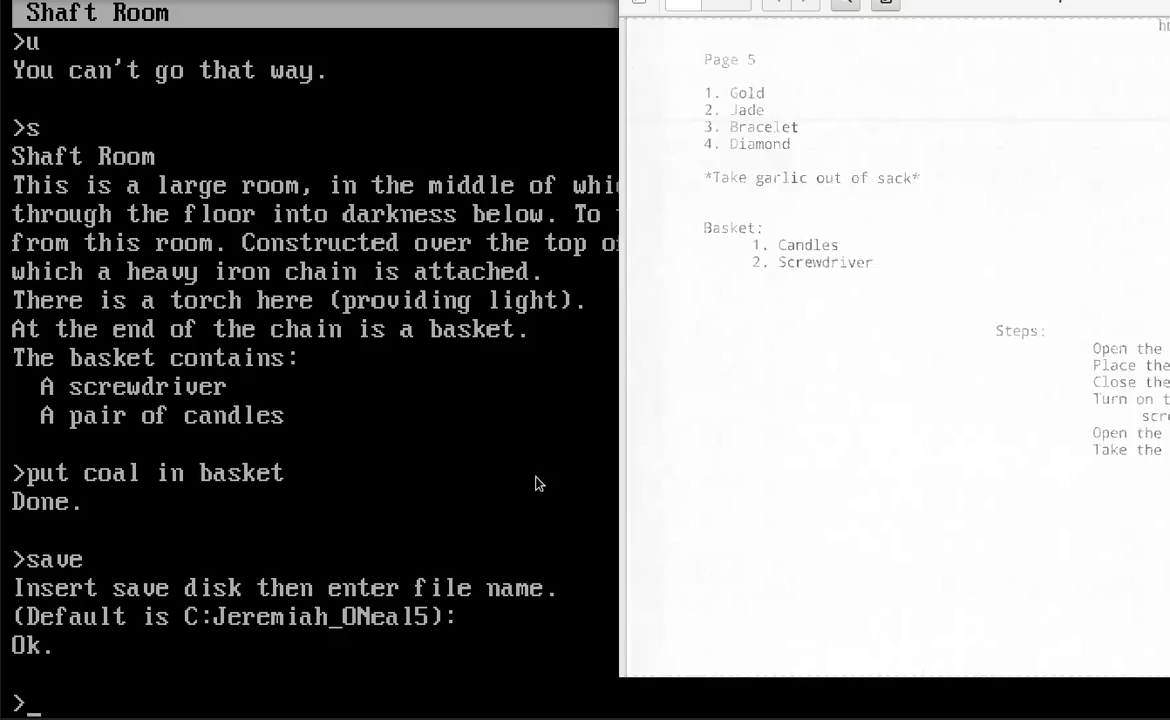 Shaft Room
>u
You can't go that way.
>s
Shaft Room
This is a large room, in the middle of
through the floor into darkness below. To
from this room. Constructed over the top
which a heavy iron chain is attached.
There is a torch here (providing light).
At the end of the chain is a basket.
The basket contains:
A screwdriver
A pair of candles
>put coal in basket
Done.
>save
Insert save disk then enter file name.
(Default is C:Jeremiah_ONeal5):
Ok.
>_
Page 5
1. Gold
2. Jade
3. Bracelet
4. Diamond
*Take garlic out of sack*
Basket:
1. Candles
2. Screwdriver
Steps:
Open the
Place the
Close the
Turn on
Open the
Take the